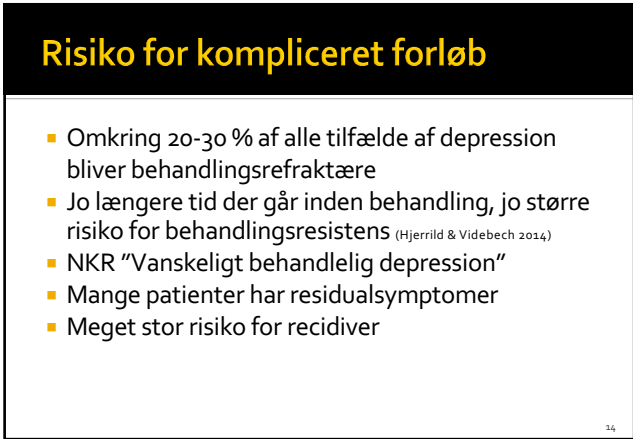 Risiko for kompliceret forløb
▪ Omkring 20-30 % af alle tilfælde af depression
bliver behandlingsrefraktære
▪ Jo længere tid der går inden behandling, jo større
risiko for behandlingsresistens (Hjerrild & Videbech 2014)
▪ NKR ”Vanskeligt behandlelig depression”
▪ Mange patienter har residualsymptomer
▪ Meget stor risiko for recidiver
14